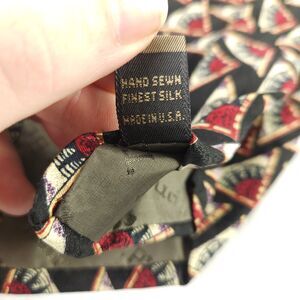 HAND SEWN
FINEST SILK
MADE IN U.S.A.